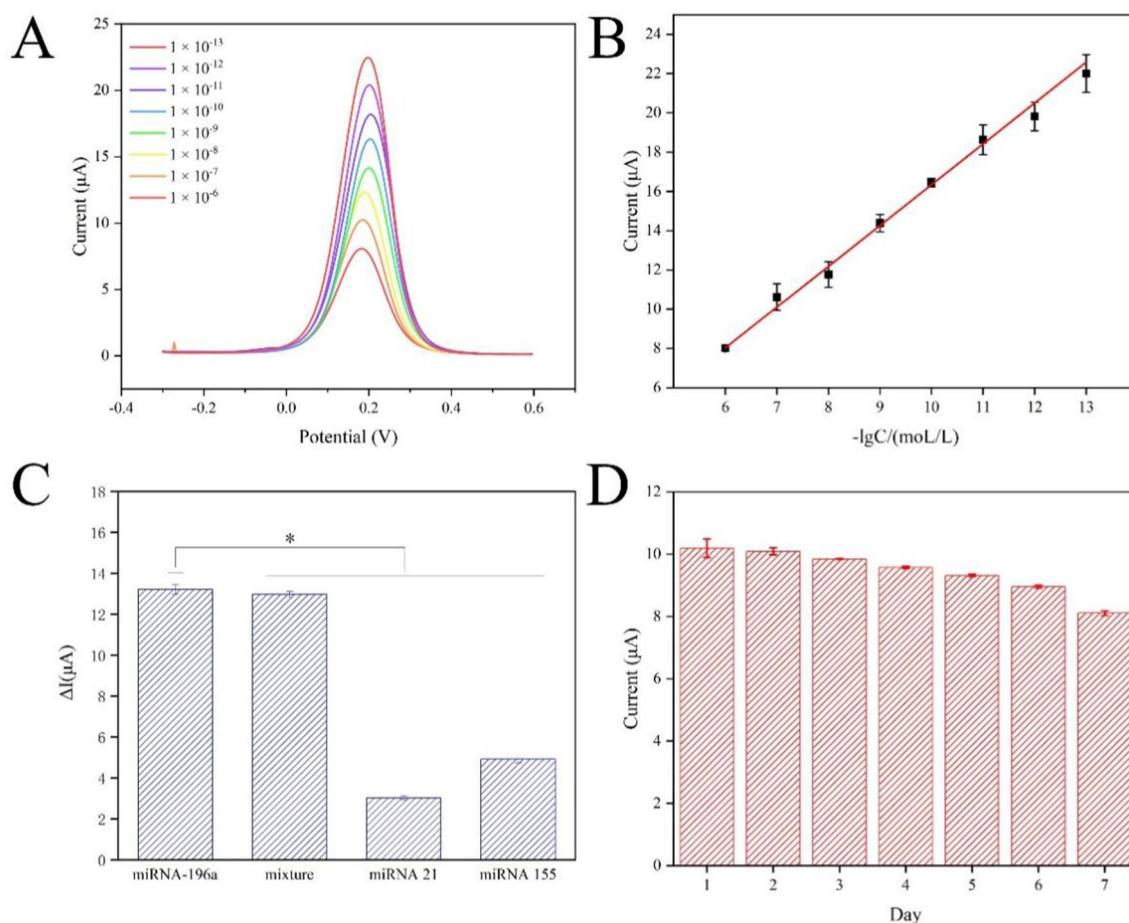 A
25
20
15
10
5
0
Current (μA)
1 × 10-13
1 × 10-12
1 × 10-11
1 × 10-10
1 × 10-9
1 × 10-8
1 × 10-7
1 × 10-6
-0.4 -0.2 0.0 0.2 0.4 0.6
Potential (V)
B
24
22
20
18
16
14
12
10
8
6
Current (μA)
6 7 8 9 10 11 12 13
-lgC/(moL/L)
C
18
16
14
12
10
8
6
4
2
0
ΔI(μA)
*
miRNA-196a mixture miRNA 21 miRNA 155
D
12
10
8
6
4
2
0
Current (μA)
1 2 3 4 5 6 7
Day